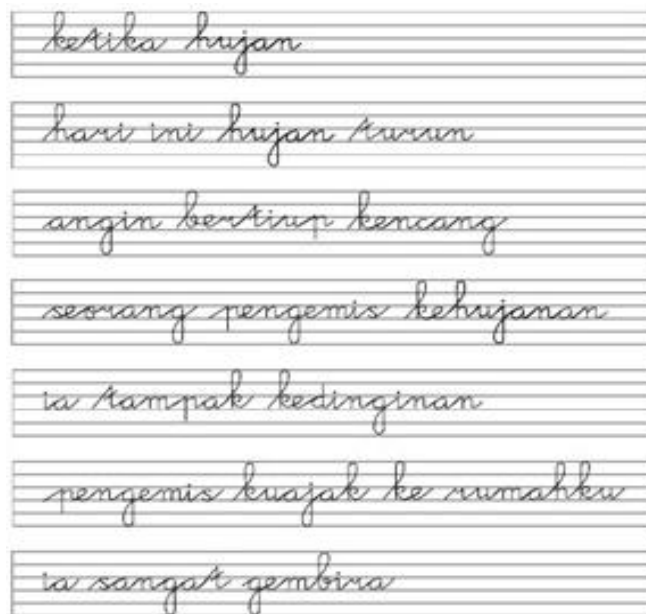 ketika hujan
hari ini hujan turun
angin bertiup kencang
seorang pengemis kehujanan
ia tampak kedinginan
pengemis kuajak ke rumahku
ia sangat gembira